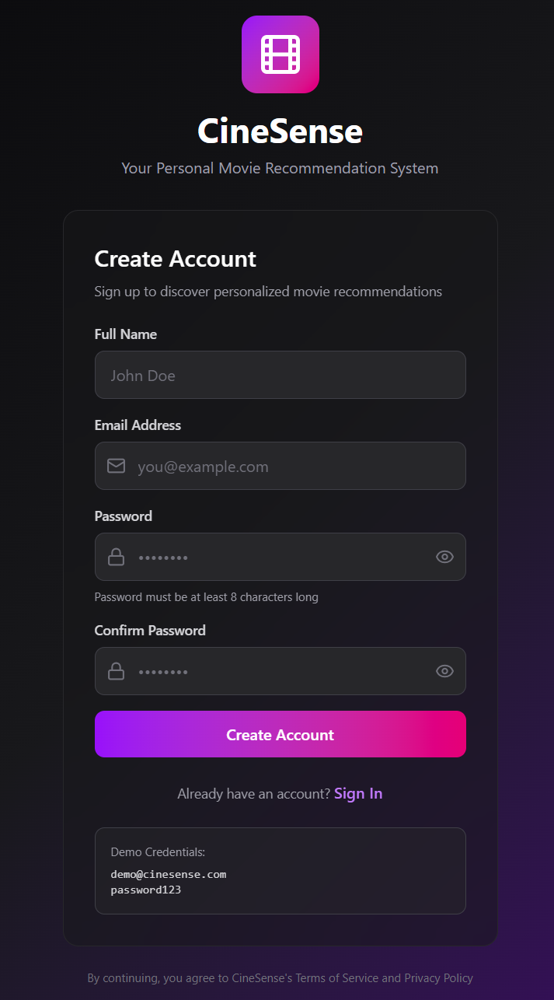 CineSense
Your Personal Movie Recommendation System
Create Account
Sign up to discover personalized movie recommendations
Full Name
John Doe
Email Address
you@example.com
Password
••••••••
Password must be at least 8 characters long
Confirm Password
••••••••
Create Account
Already have an account? Sign In
Demo Credentials:
demo@cinesense.com
password123
By continuing, you agree to CineSense's Terms of Service and Privacy Policy